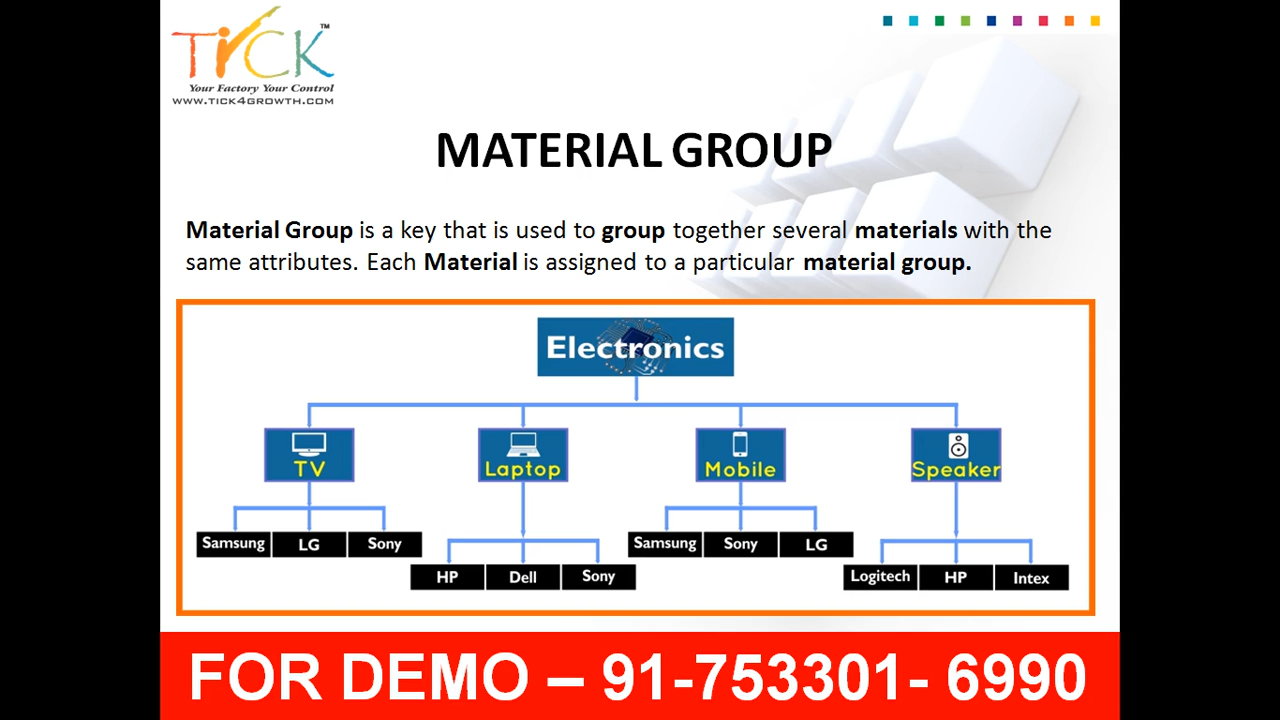 TICK™
Your Factory Your Control
WWW.TICK4GROWTH.COM
MATERIAL GROUP
Material Group is a key that is used to group together several materials with the
same attributes. Each Material is assigned to a particular material group.
Electronics
TV Laptop Mobile Speaker
Samsung LG Sony Samsung Sony LG
HP Dell Sony Logitech HP Intex
FOR DEMO – 91-753301- 6990